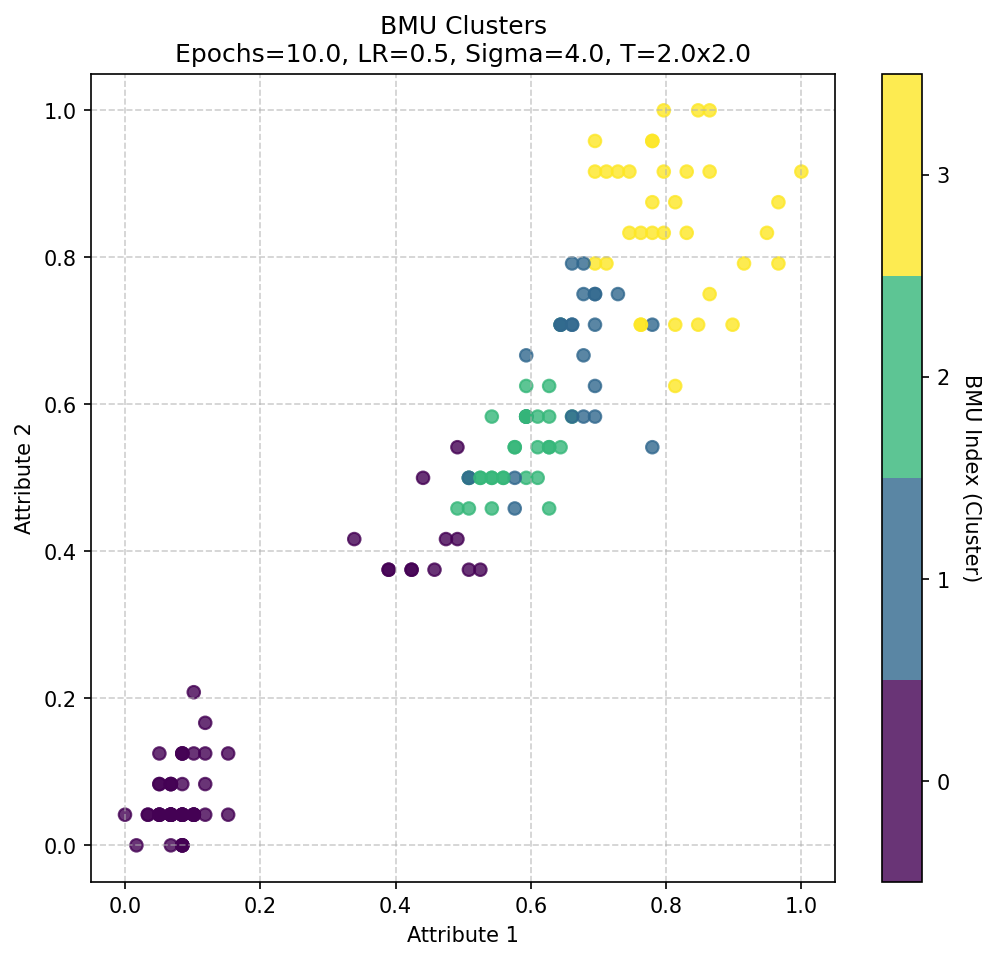 BMU Clusters
Epochs=10.0, LR=0.5, Sigma=4.0, T=2.0x2.0
1.0
0.8
0.6
0.4
0.2
0.0
Attribute 2
0.0 0.2 0.4 0.6 0.8 1.0
Attribute 1
3
2
1
0
BMU Index (Cluster)